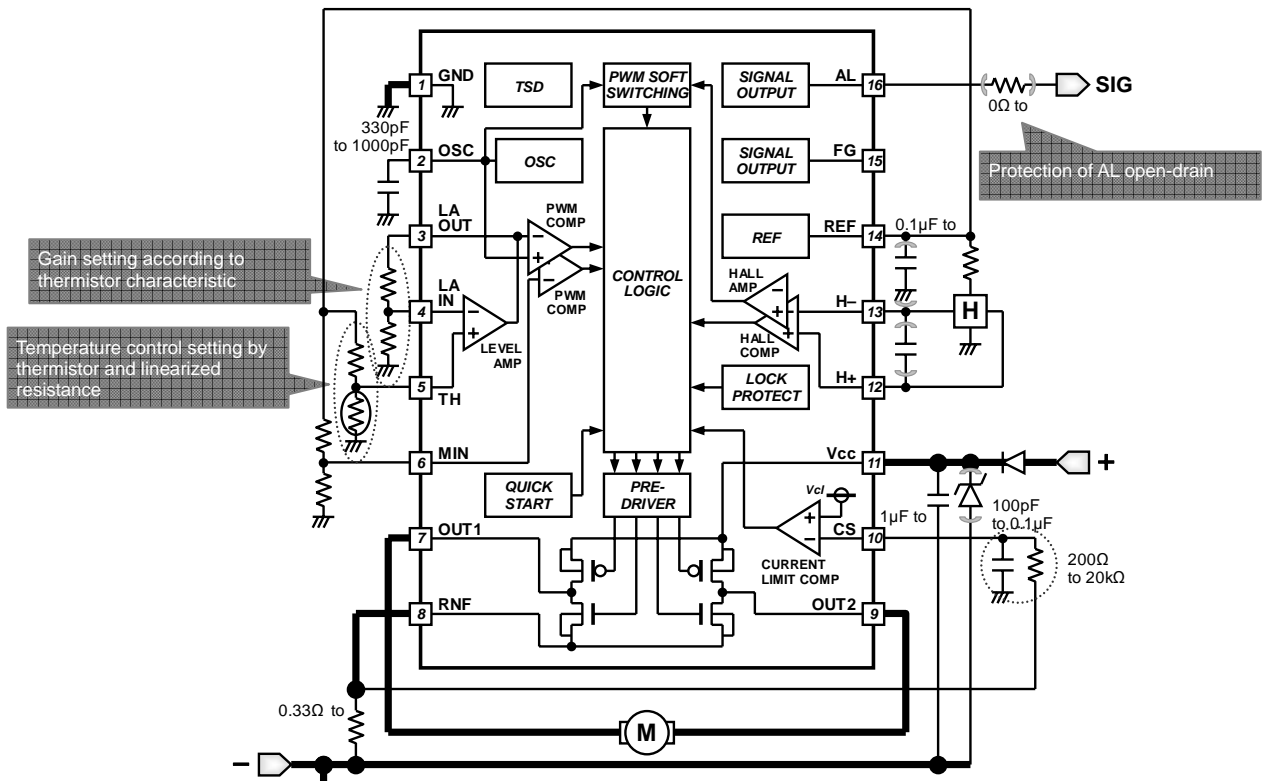 GND
1
TSD
PWM SOFT
SWITCHING
SIGNAL
OUTPUT
AL
16
SIG
0Ω to
330pF
to 1000pF
OSC
2
OSC
SIGNAL
OUTPUT
FG
15
Protection of AL open-drain
LA
OUT
3
PWM
COMP
REF
REF
14
0.1µF to
Gain setting according to
thermistor characteristic
LA
IN
4
PWM
COMP
CONTROL
LOGIC
HALL
AMP
H–
13
H
Temperature control setting by
thermistor and linearized
resistance
LEVEL
AMP
HALL
COMP
5
TH
LOCK
PROTECT
H+
12
MIN
6
Vcc
11
+
QUICK
START
PRE-
DRIVER
Vcl
1µF to
100pF
to 0.1µF
OUT1
7
CS
10
CURRENT
LIMIT COMP
200Ω
to 20kΩ
RNF
8
OUT2
9
0.33Ω to
M
–
+
–
+
–
–
+
–
+
+
–